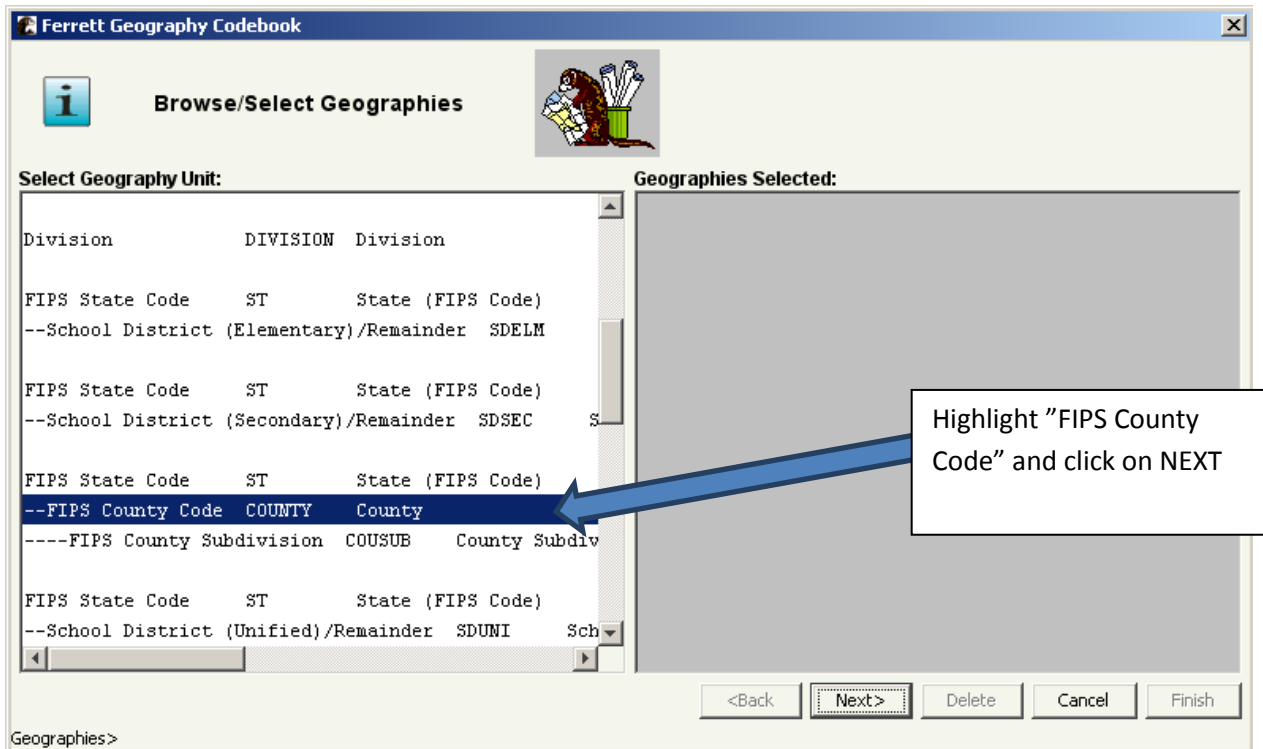 Ferrett Geography Codebook
i
Browse/Select Geographies
Select Geography Unit:
Geographies Selected:
Division DIVISION Division
FIPS State Code ST State (FIPS Code)
--School District (Elementary)/Remainder SDELM
FIPS State Code ST State (FIPS Code)
--School District (Secondary)/Remainder SDSEC S
FIPS State Code ST State (FIPS Code)
--FIPS County Code COUNTY County
----FIPS County Subdivision COUSUB County Subdiv
FIPS State Code ST State (FIPS Code)
--School District (Unified)/Remainder SDUNI Sch
Highlight ”FIPS County
Code” and click on NEXT
<Back Next> Delete Cancel Finish
Geographies>